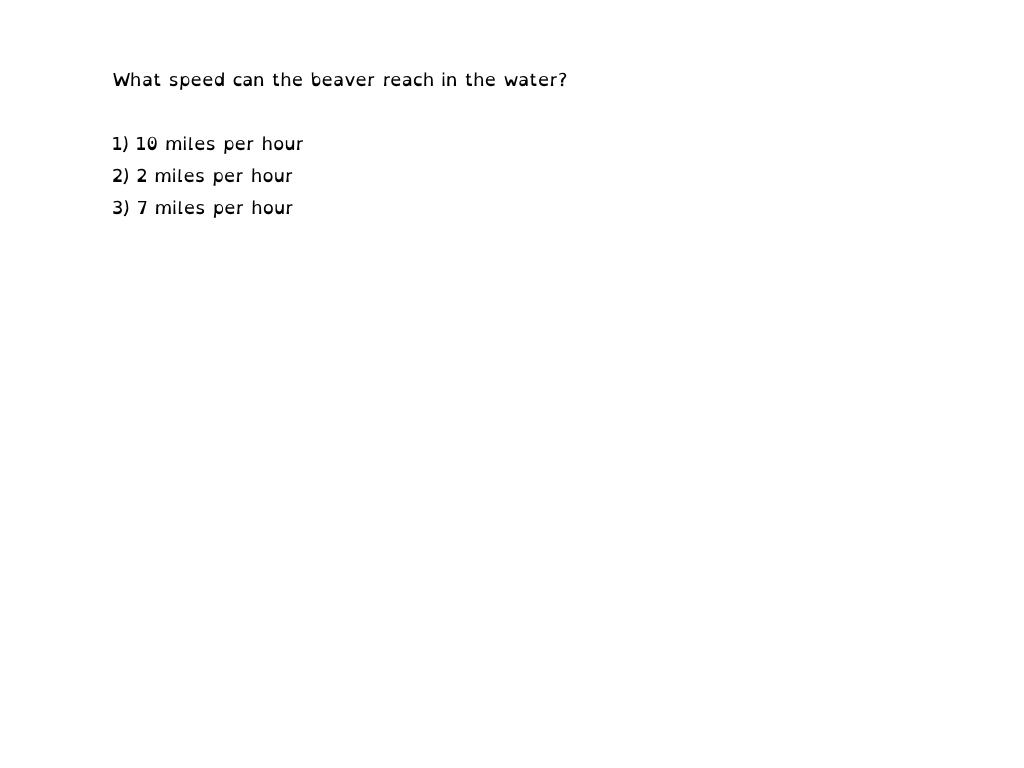 What speed can the beaver reach in the water?
1) 10 miles per hour
2) 2 miles per hour
3) 7 miles per hour